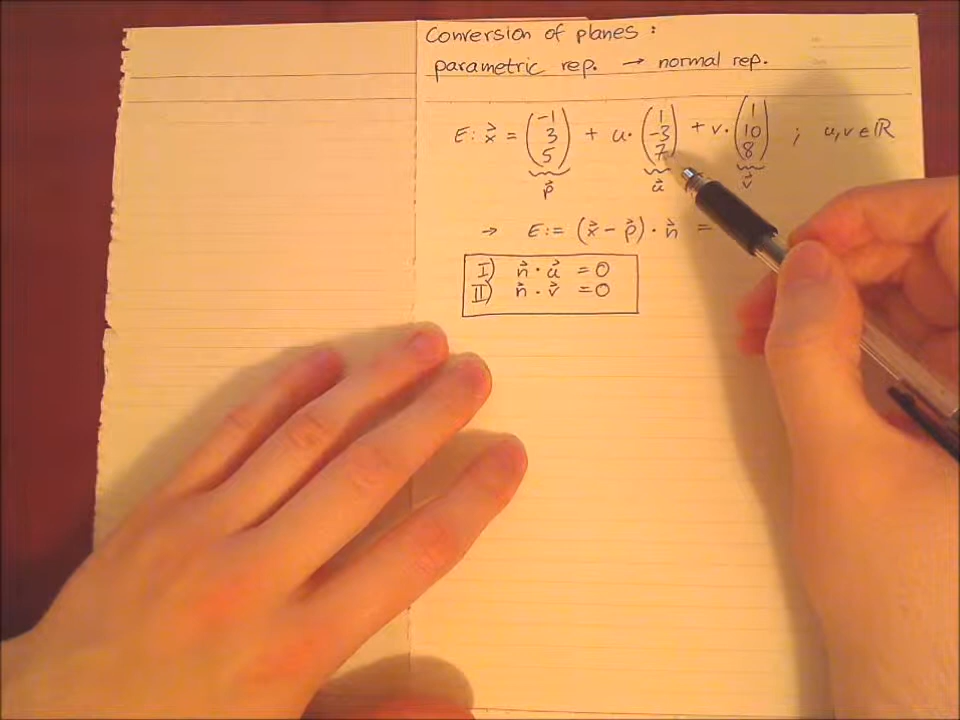 Conversion of planes :
parametric rep. → normal rep.
E: x⃗ = (-1 3 5) + u· (1 -3 7) + v· (1 10 8) ; u,v ∈ ℝ
p⃗ u⃗ v⃗
→ E:= (x⃗ - p⃗) · n⃗ =
I) n⃗ · u⃗ = 0
II) n⃗ · v⃗ = 0